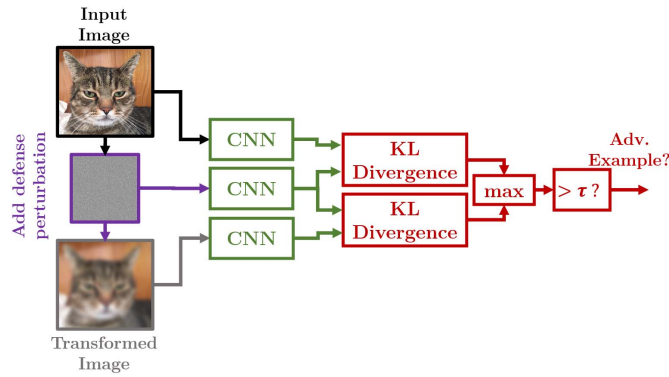 Input
Image
Add defense
perturbation
CNN
CNN
CNN
KL
Divergence
KL
Divergence
max
> τ ?
Adv.
Example?
Transformed
Image